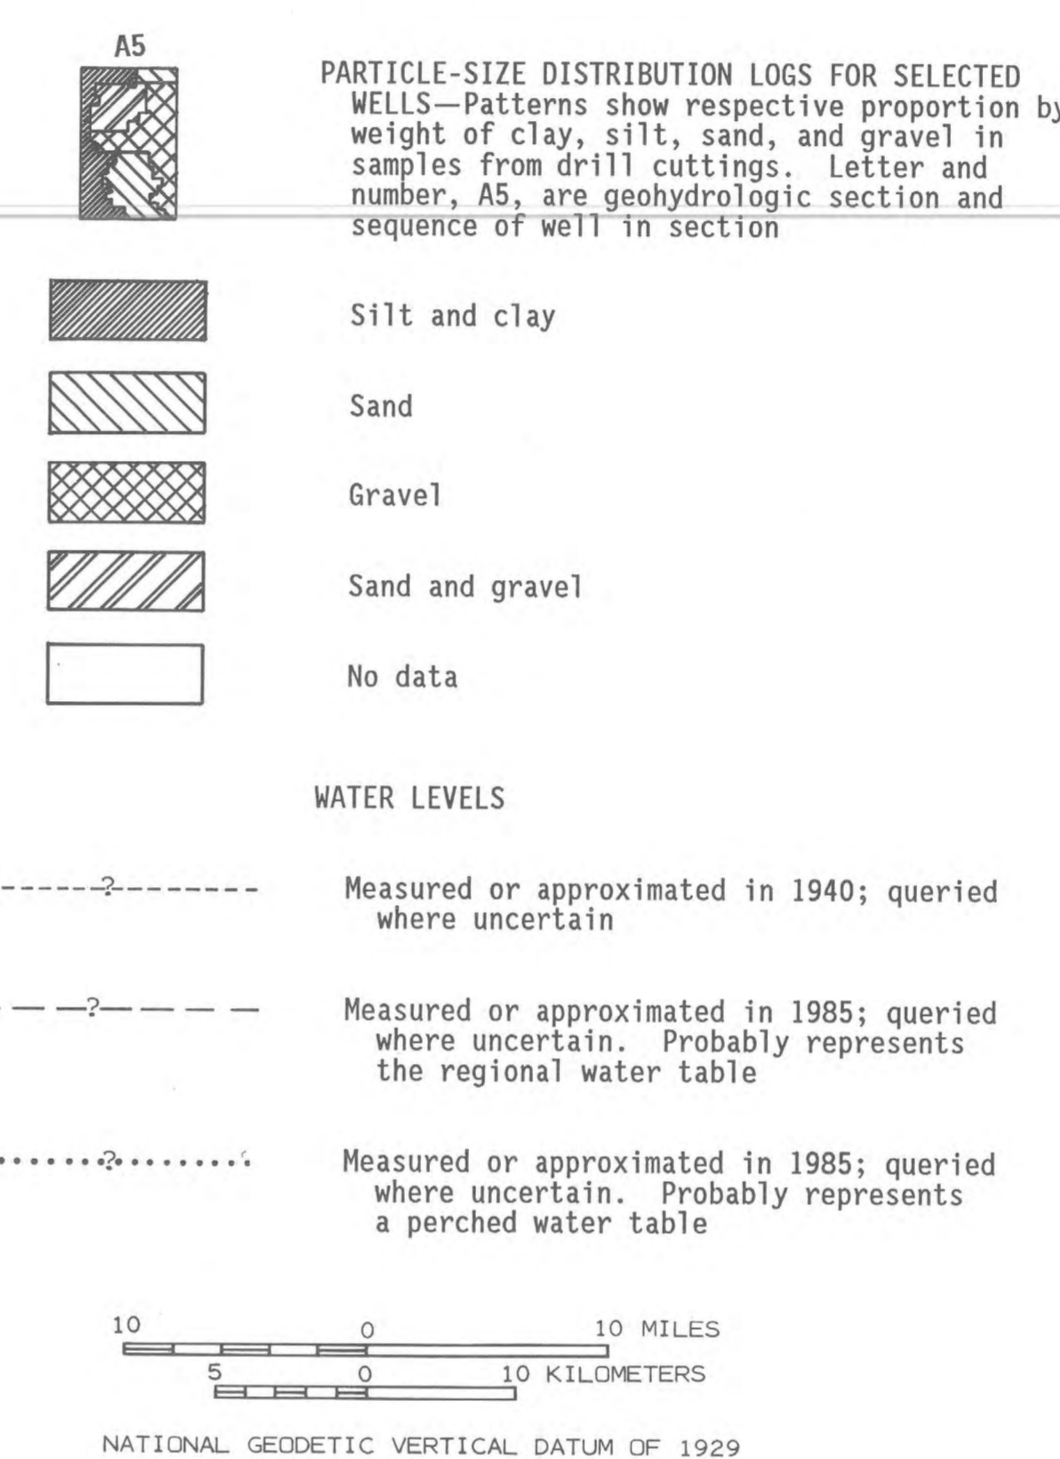 A5
PARTICLE-SIZE DISTRIBUTION LOGS FOR SELECTED
WELLS—Patterns show respective proportion by
weight of clay, silt, sand, and gravel in
samples from drill cuttings. Letter and
number, A5, are geohydrologic section and
sequence of well in section
Silt and clay
Sand
Gravel
Sand and gravel
No data
WATER LEVELS
?
Measured or approximated in 1940; queried
where uncertain
?
Measured or approximated in 1985; queried
where uncertain. Probably represents
the regional water table
?
Measured or approximated in 1985; queried
where uncertain. Probably represents
a perched water table
10 0 10 MILES
5 0 10 KILOMETERS
NATIONAL GEODETIC VERTICAL DATUM OF 1929